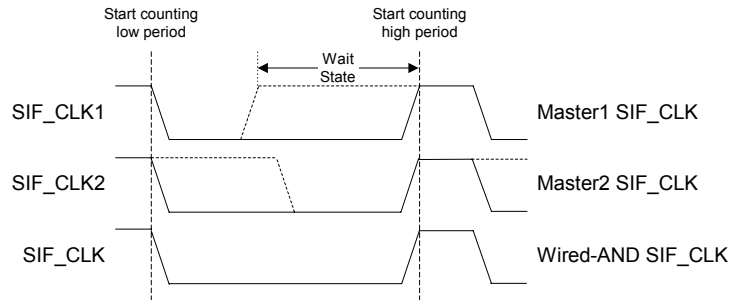 Start counting
low period
Start counting
high period
Wait
State
SIF_CLK1
Master1 SIF_CLK
SIF_CLK2
Master2 SIF_CLK
SIF_CLK
Wired-AND SIF_CLK